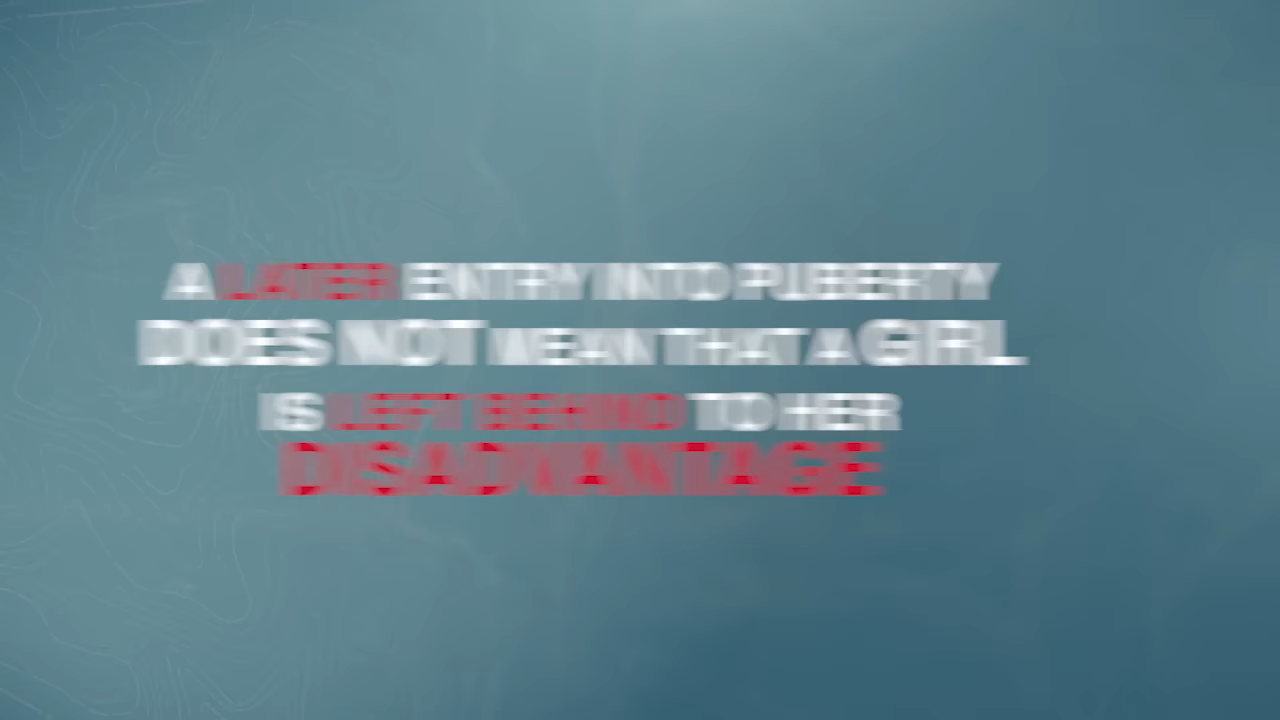 A LATER ENTRY INTO PUBERTY
DOES NOT MEAN THAT A GIRL
IS LEFT BEHIND TO HER
DISADVANTAGE